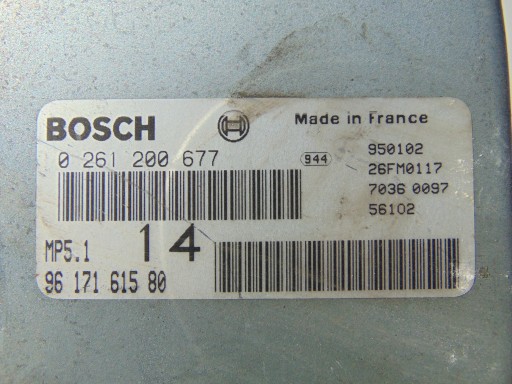 BOSCH
Made in France
0 261 200 677
944
950102
26FM0117
7036 0097
56102
MP5.1
14
96 171 615 80